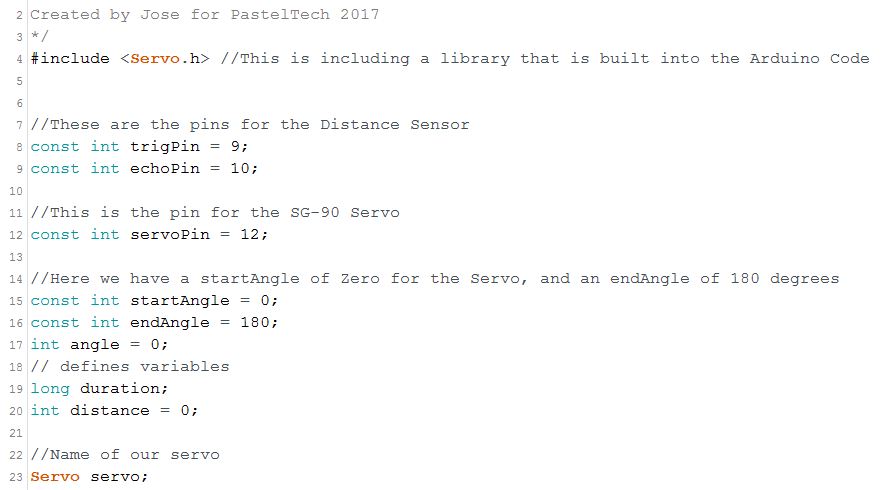 2 Created by Jose for PastelTech 2017
3 */
4 #include <Servo.h> //This is including a library that is built into the Arduino Code
5
6
7 //These are the pins for the Distance Sensor
8 const int trigPin = 9;
9 const int echoPin = 10;
10
11 //This is the pin for the SG-90 Servo
12 const int servoPin = 12;
13
14 //Here we have a startAngle of Zero for the Servo, and an endAngle of 180 degrees
15 const int startAngle = 0;
16 const int endAngle = 180;
17 int angle = 0;
18 // defines variables
19 long duration;
20 int distance = 0;
21
22 //Name of our servo
23 Servo servo;